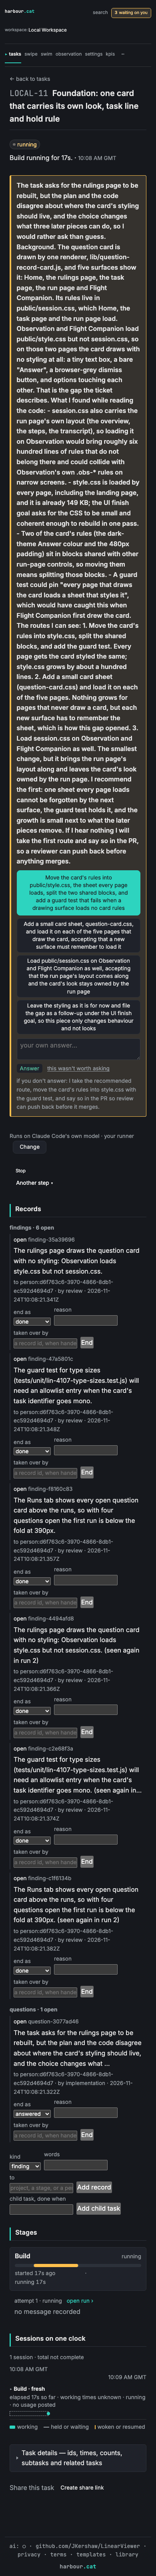 harbour.cat
search
9 waiting on you
workspace Local Workspace
tasks swipe swim observation settings kpis
← back to tasks
LOCAL-11 Foundation: one card
that carries its own look, task line
and hold rule
running
Build running for 17s. · 10:08 AM GMT
The task asks for the rulings page to be
rebuilt, but the plan and the code
disagree about where the card's styling
should live, and the choice changes
what three later pieces can do, so I
would rather ask than guess.
Background. The question card is
drawn by one renderer, lib/question-
record-card.js, and five surfaces show
it: Home, the rulings page, the task
page, the run page and Flight
Companion. Its rules live in
public/session.css, which Home, the
task page and the run page load.
Observation and Flight Companion load
public/style.css but not session.css, so
on those two pages the card draws with
no styling at all: a tiny text box, a bare
"Answer", a browser-grey dismiss
button, and options touching each
other. That is the gap the ticket
describes. What I found while reading
the code: - session.css also carries the
run page's own layout (the overview,
the steps, the transcript), so loading it
on Observation would bring roughly six
hundred lines of rules that do not
belong there and could collide with
Observation's own "obs-" markup on
narrow screens. - style.css is loaded by
every page, including the landing page,
and it is already 149 KB; the UI finish
goal asks for the CSS to be small and
each surface cheap to rebuild in passes.
- Two of the card's rules (the dark-
theme Answer colour and the 480px
padding) sit in combined selectors with
run-page controls, so moving them
means splitting those blocks. - A guard
test could pin "every page that draws
the card loads a sheet that styles it",
which is how this gap would have been
caught the day it opened.
The routes I can see: 1. Move the card's
rules into style.css, split the shared
blocks, and add the guard test. Every
page gets the card styled the same;
style.css grows by about a hundred
lines. 2. Add a small card sheet
(question-card.css) and load it on each
of the five pages. Nothing grows for
pages that never draw a card, but each
new surface must remember to load the
sheet, which is how this gap opened. 3.
Load session.css on Observation and
Flight Companion as well. The smallest
change, but it brings the run page's
layout along and leaves the card's look
owned by a run page. I recommend the
first: one sheet every page loads
cannot be forgotten by the next
surface, the guard test holds it, and the
cost is small next to what the later
pieces remove. If I hear nothing I will
take the first route and say so in the PR,
so a reviewer can push back before
anything merges.
Move the card's rules into
public/style.css, the sheet every page
loads, split the two shared blocks, and
add a guard test that fails when a
drawing surface loads no card rules
Add a small card sheet, question-card.css,
and load it on each of the five pages that
draw the card, accepting that a new
surface must remember to load it
Load public/session.css on Observation
and Flight Companion as well, accepting
that the run page's layout comes along
and the card's look stays owned by the
run page
Leave the styling as it is for now and file
the gap as a follow-up under the UI finish
goal, so this piece only changes behaviour
and not looks
your own answer...
Answer this wasn't worth asking
If you don't answer: I take the recommended
route, move the card's rules into style.css with
the guard test, and say so in the PR so review
can push back before it merges.
Runs on Claude Code's own model · your runner
Change
Stop
Another step
Records
findings · 6 open
open finding-35a39696
The rulings page draws the question card
with no styling: Observation loads
style.css but not session.css.
to person:d6f763c6-3970-4866-8db1-
ec592d4694d7 · by review · 2026-11-
24T10:08:21.341Z
end as
reason
done
taken over by
a record id, when hande
End
open finding-47a5801c
The guard test for type sizes
(tests/unit/lin-4107-type-sizes.test.js) will
need an allowlist entry when the card's
task identifier goes mono.
to person:d6f763c6-3970-4866-8db1-
ec592d4694d7 · by review · 2026-11-
24T10:08:21.348Z
end as
reason
done
taken over by
a record id, when hande
End
open finding-f8160c83
The Runs tab shows every open question
card above the runs, so with four
questions open the first run is below the
fold at 390px.
to person:d6f763c6-3970-4866-8db1-
ec592d4694d7 · by review · 2026-11-
24T10:08:21.357Z
end as
reason
done
taken over by
a record id, when hande
End
open finding-4494afd8
The rulings page draws the question card
with no styling: Observation loads
style.css but not session.css. (seen again
in run 2)
to person:d6f763c6-3970-4866-8db1-
ec592d4694d7 · by review · 2026-11-
24T10:08:21.366Z
end as
reason
done
taken over by
a record id, when hande
End
open finding-c2e68f3a
The guard test for type sizes
(tests/unit/lin-4107-type-sizes.test.js) will
need an allowlist entry when the card's
task identifier goes mono. (seen again in...
to person:d6f763c6-3970-4866-8db1-
ec592d4694d7 · by review · 2026-11-
24T10:08:21.374Z
end as
reason
done
taken over by
a record id, when hande
End
open finding-c1f6134b
The Runs tab shows every open question
card above the runs, so with four
questions open the first run is below the
fold at 390px. (seen again in run 2)
to person:d6f763c6-3970-4866-8db1-
ec592d4694d7 · by review · 2026-11-
24T10:08:21.382Z
end as
reason
done
taken over by
a record id, when hande
End
questions · 1 open
open question-3077ad46
The task asks for the rulings page to be
rebuilt, but the plan and the code disagree
about where the card's styling should live,
and the choice changes what ...
to person:d6f763c6-3970-4866-8db1-
ec592d4694d7 · by implementation · 2026-11-
24T10:08:21.322Z
end as
reason
answered
taken over by
a record id, when hande
End
kind
words
finding
to
a project, a stage, or a pe
Add record
child task, done when
Add child task
Stages
Build
running
started 17s ago
running 17s
attempt 1 · running open run ›
no message recorded
Sessions on one clock
1 session · total not complete
10:08 AM GMT
10:09 AM GMT
Build · fresh
elapsed 17s so far · working times unknown · running
· no usage posted
working held or waiting woken or resumed
Task details — ids, times, counts,
subtasks and everything older
Share this task Create share link
ai: ○ · github.com/JKershaw/LinearViewer ·
privacy · terms · templates · library
harbour.cat